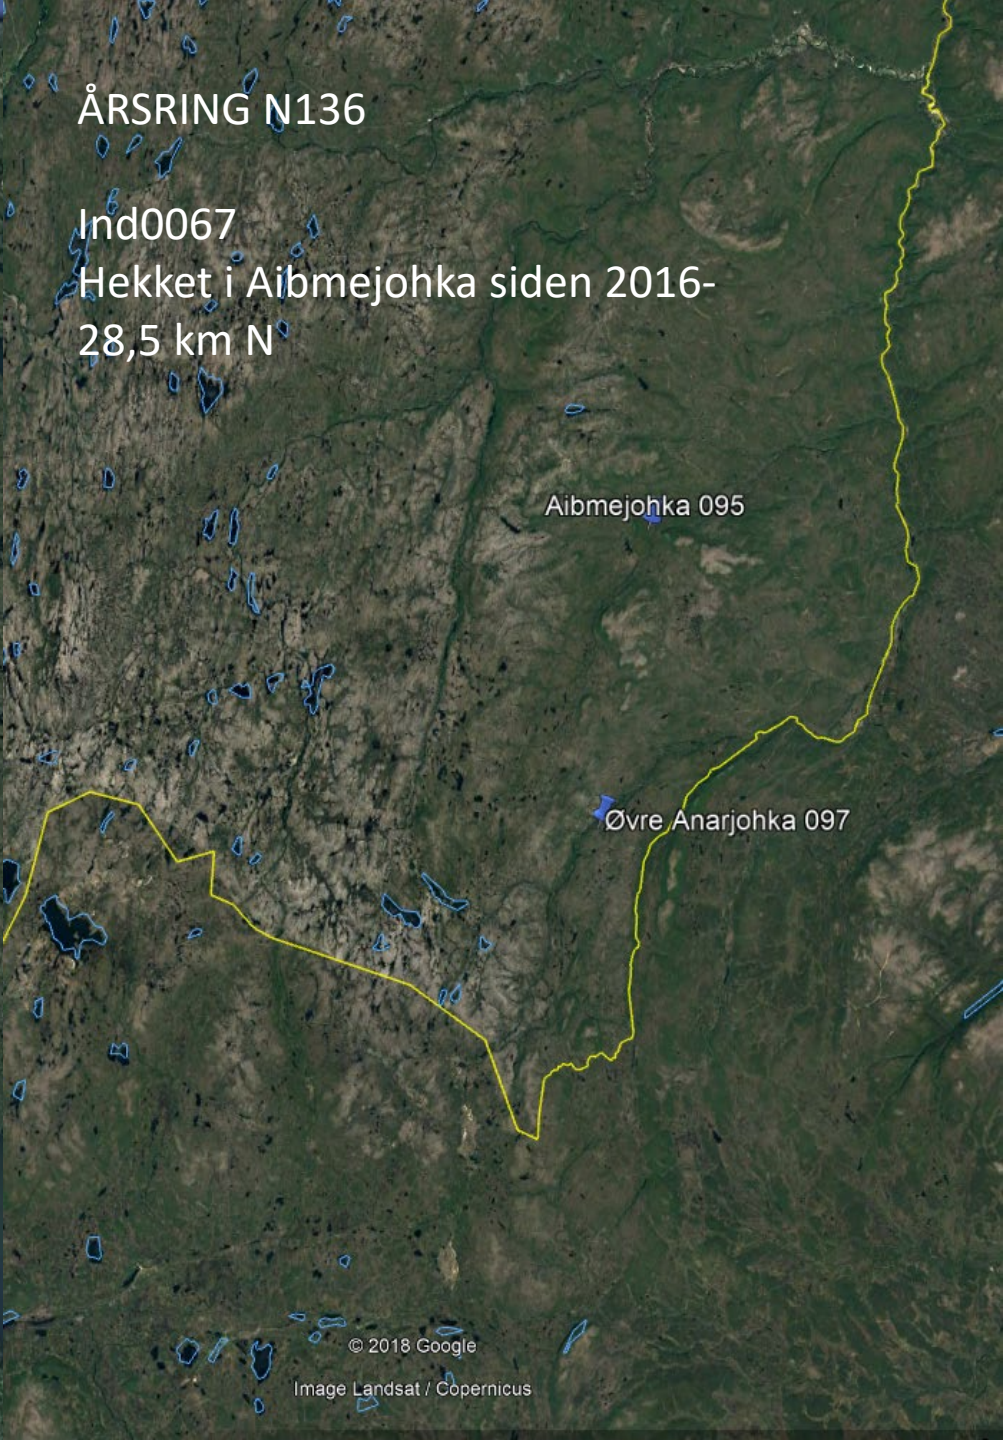 ÅRSRING N136
Ind0067
Hekket i Aibmejohka siden 2016-
28,5 km N
Aibmejohka 095
Øvre Anarjohka 097
© 2018 Google
Image Landsat / Copernicus